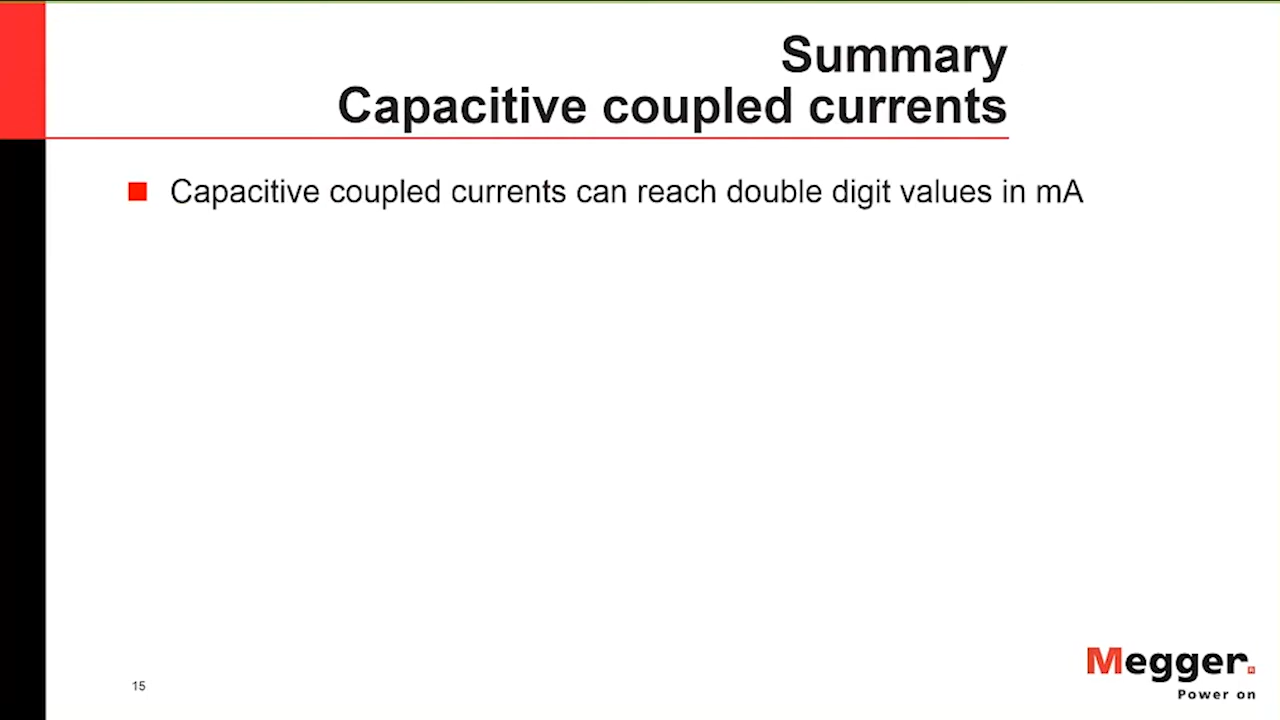 Summary
Capacitive coupled currents
Capacitive coupled currents can reach double digit values in mA
15
Megger.
Power on